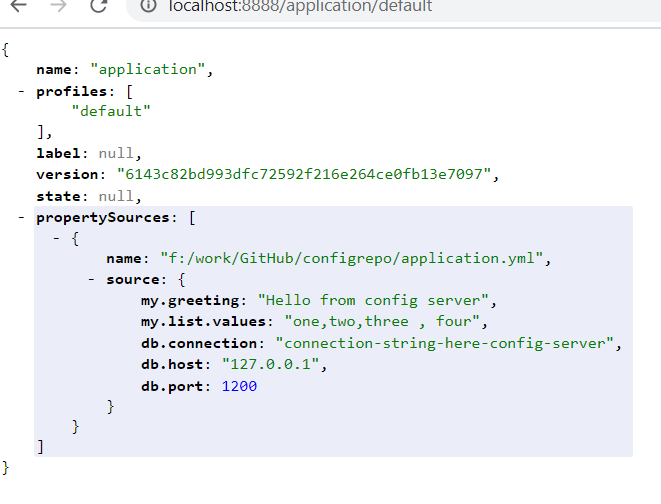 localhost:8888/application/default
{
name: "application",
- profiles: [
"default"
],
label: null,
version: "6143c82bd993dfc72592f216e264ce0fb13e7097",
state: null,
- propertySources: [
- {
name: "f:/work/GitHub/configrepo/application.yml",
- source: {
my.greeting: "Hello from config server",
my.list.values: "one,two,three , four",
db.connection: "connection-string-here-config-server",
db.host: "127.0.0.1",
db.port: 1200
}
}
]
}